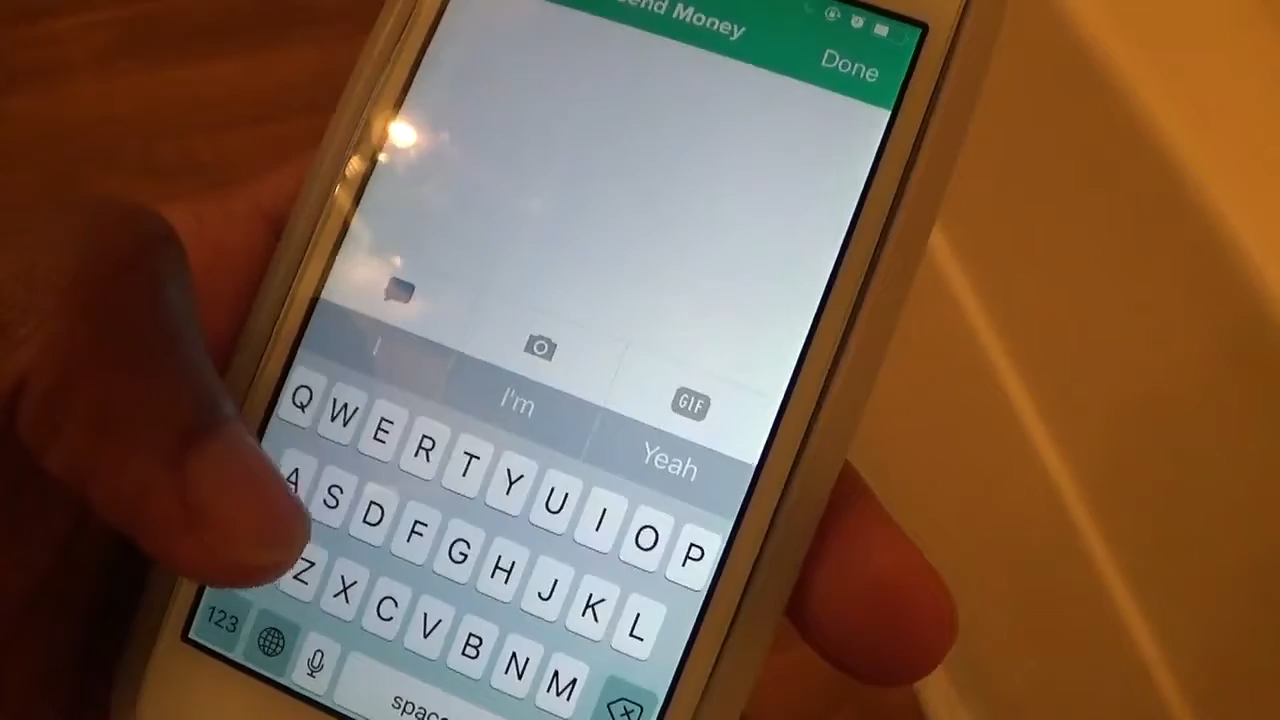 Send Money
Done
GIF
I I'm Yeah
Q W E R T Y U I O P
A S D F G H J K L
Z X C V B N M
123 space